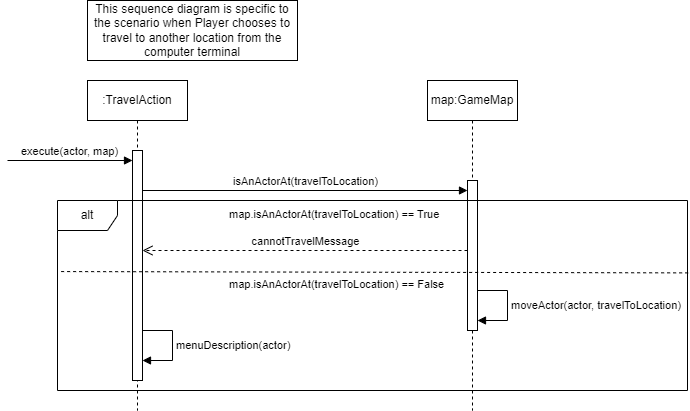 This sequence diagram is specific to
the scenario when Player chooses to
travel to another location from the
computer terminal
:TravelAction
map:GameMap
execute(actor, map)
isAnActorAt(travelToLocation)
alt
map.isAnActorAt(travelToLocation) == True
cannotTravelMessage
map.isAnActorAt(travelToLocation) == False
moveActor(actor, travelToLocation)
menuDescription(actor)